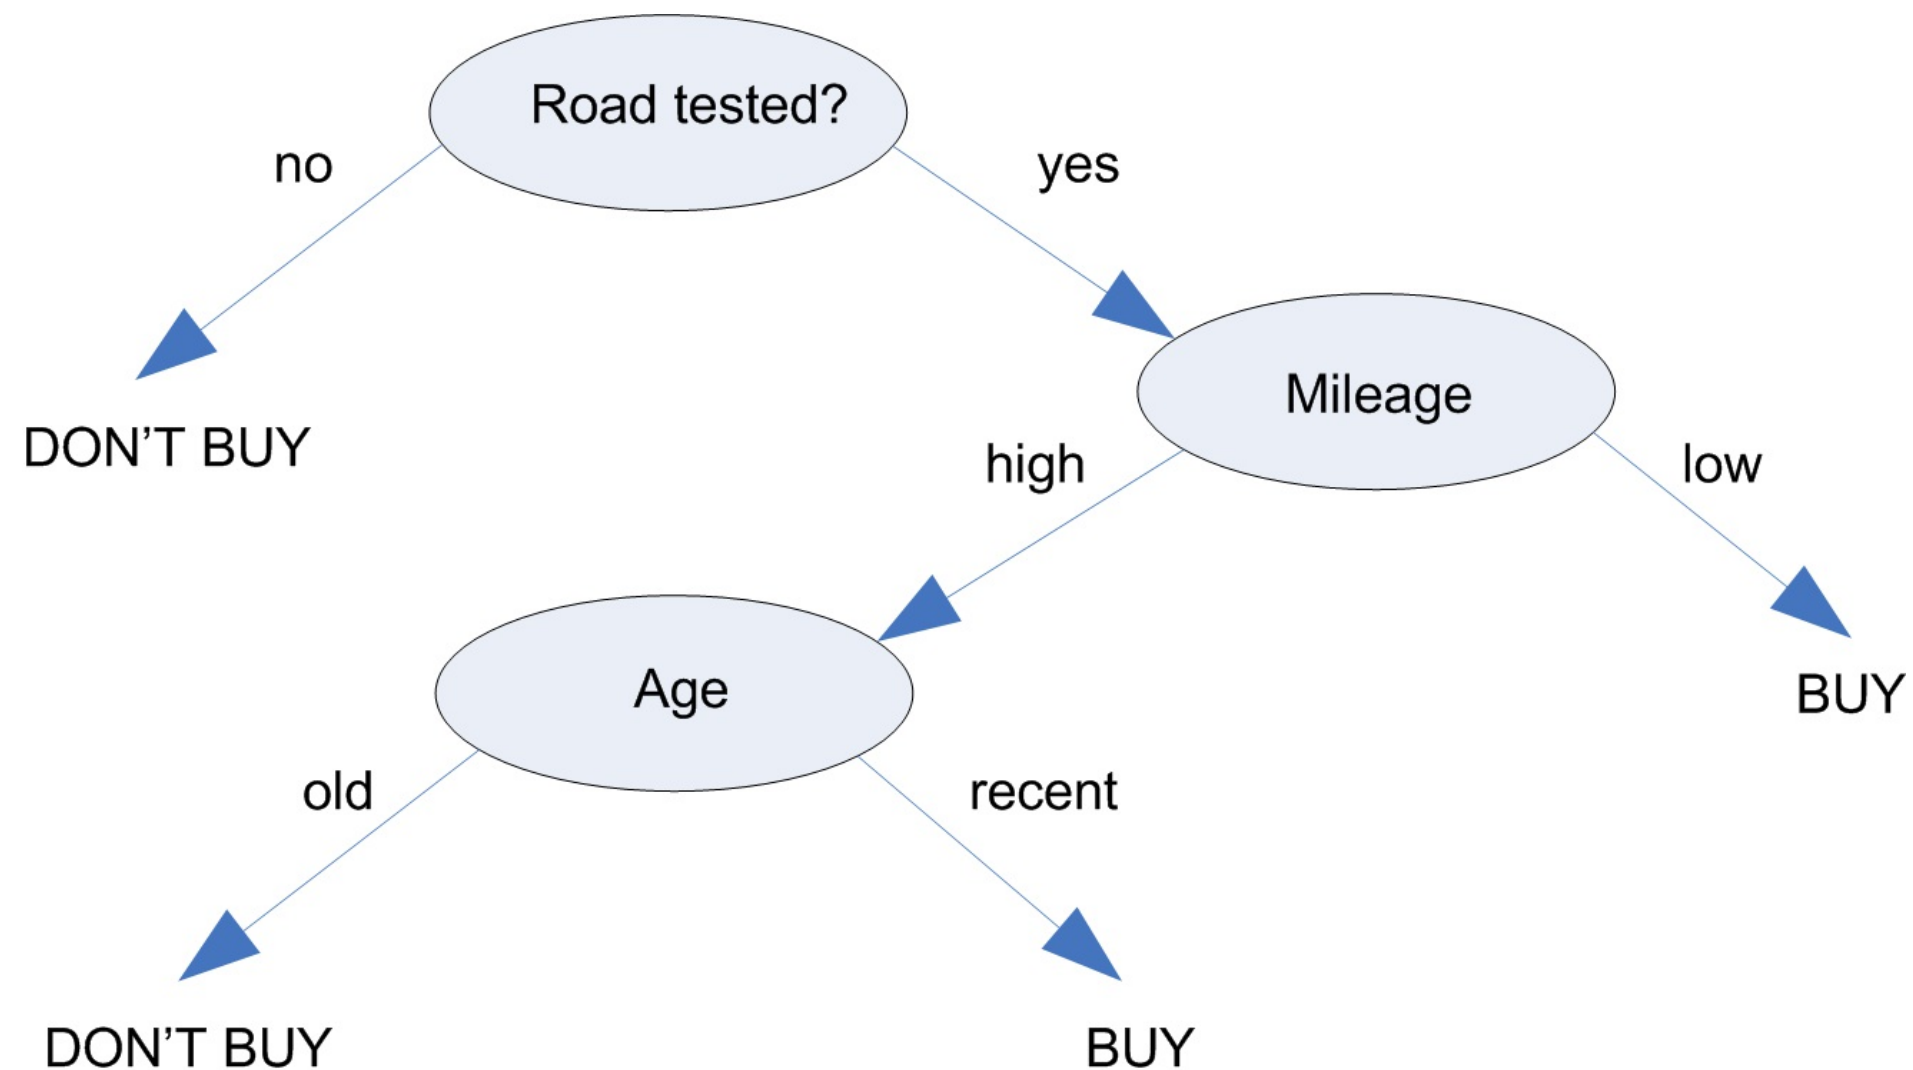 Road tested?
no
yes
DON’T BUY
Mileage
high
low
Age
BUY
old
recent
DON’T BUY
BUY